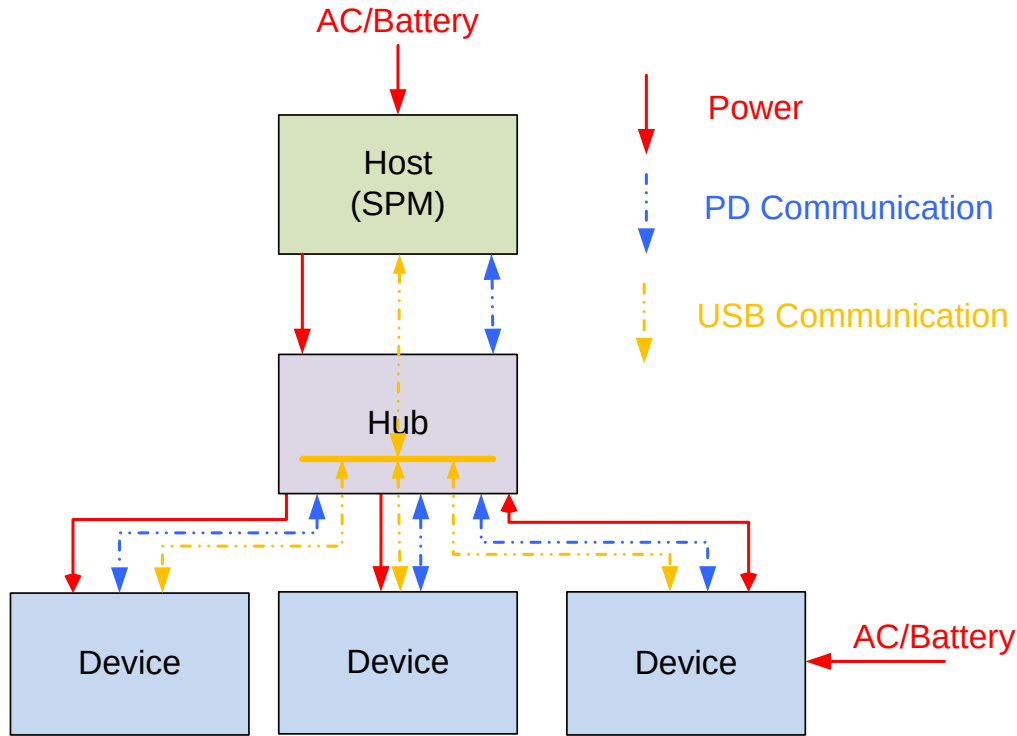 AC/Battery
Power
Host
(SPM)
PD Communication
USB Communication
Hub
AC/Battery
Device
Device
Device